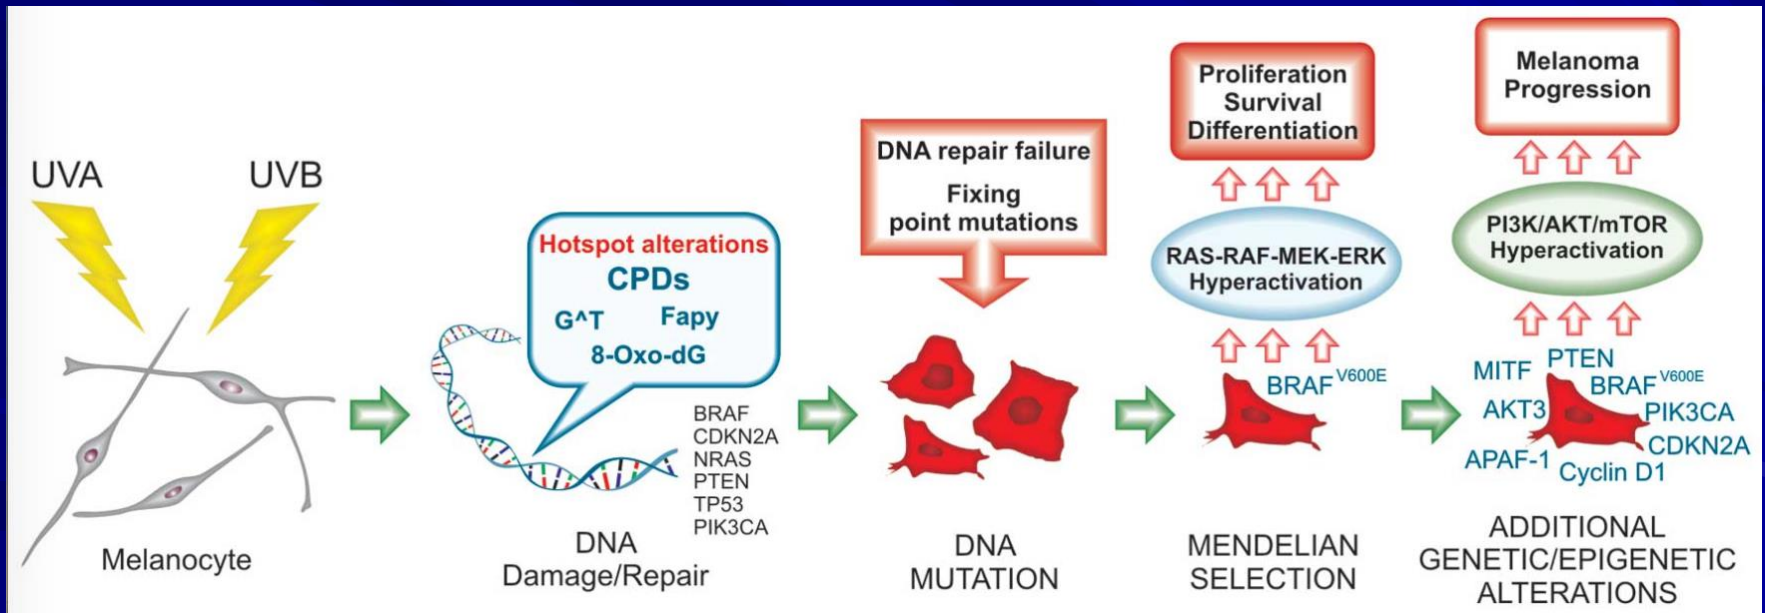 UVA
UVB
Melanocyte
Hotspot alterations
CPDs
G^T
Fapy
8-Oxo-dG
BRAF
CDKN2A
NRAS
PTEN
TP53
PIK3CA
DNA
Damage/Repair
DNA repair failure
Fixing
point mutations
DNA
MUTATION
Proliferation
Survival
Differentiation
RAS-RAF-MEK-ERK
Hyperactivation
BRAF V600E
MENDELIAN
SELECTION
Melanoma
Progression
PI3K/AKT/mTOR
Hyperactivation
MITF
PTEN
BRAF V600E
AKT3
PIK3CA
CDKN2A
APAF-1
Cyclin D1
ADDITIONAL
GENETIC/EPIGENETIC
ALTERATIONS